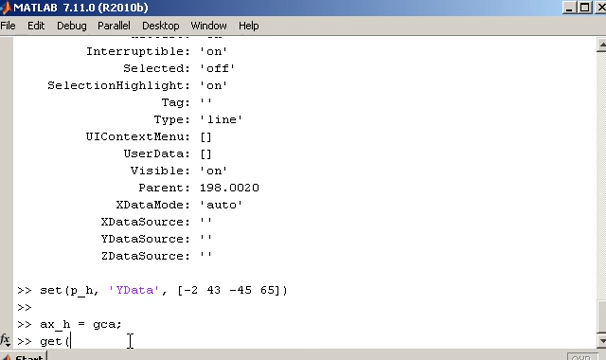 MATLAB 7.11.0 (R2010b)
File Edit Debug Parallel Desktop Window Help
Interruptible: 'on'
Selected: 'off'
SelectionHighlight: 'on'
Tag: ''
Type: 'line'
UIContextMenu: []
UserData: []
Visible: 'on'
Parent: 198.0020
XDataMode: 'auto'
XDataSource: ''
YDataSource: ''
ZDataSource: ''
>> set(p_h, 'YData', [-2 43 -45 65])
>>
>> ax_h = gca;
fx >> get(
Start OVR